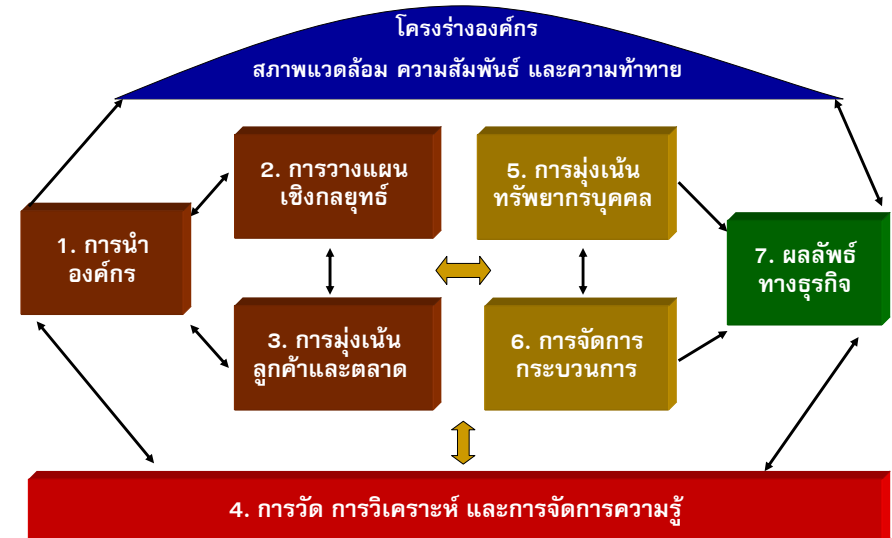 โครงร่างองค์กร
สภาพแวดล้อม ความสัมพันธ์ และความท้าทาย
2. การวางแผน
เชิงกลยุทธ์
5. การมุ่งเน้น
ทรัพยากรบุคคล
1. การนำ
องค์กร
7. ผลลัพธ์
ทางธุรกิจ
3. การมุ่งเน้น
ลูกค้าและตลาด
6. การจัดการ
กระบวนการ
4. การวัด การวิเคราะห์ และการจัดการความรู้